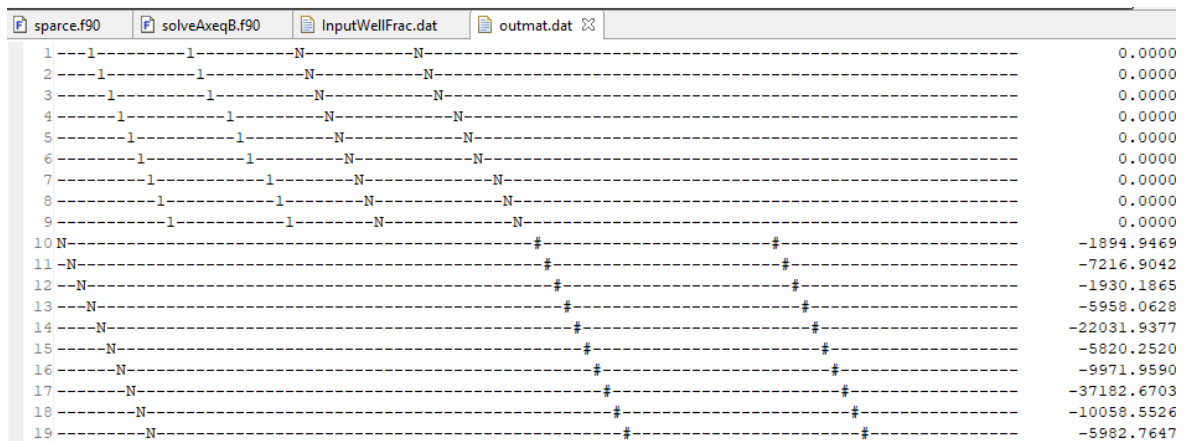 sparce.f90 solveAxeqB.f90 InputWellFrac.dat outmat.dat
1 ---1---------1----------N-----------N----------------------------------------------------------- 0.0000
2 ----1---------1----------N-----------N---------------------------------------------------------- 0.0000
3 -----1---------1----------N-----------N--------------------------------------------------------- 0.0000
4 ------1----------1---------N------------N------------------------------------------------------- 0.0000
5 -------1----------1---------N------------N------------------------------------------------------ 0.0000
6 --------1----------1---------N------------N----------------------------------------------------- 0.0000
7 ---------1-----------1--------N-------------N--------------------------------------------------- 0.0000
8 ----------1-----------1--------N-------------N-------------------------------------------------- 0.0000
9 -----------1-----------1--------N-------------N------------------------------------------------- 0.0000
10 N-----------------------------------------------#-----------------------#----------------------- -1894.9469
11 -N-----------------------------------------------#-----------------------#---------------------- -7216.9042
12 --N-----------------------------------------------#-----------------------#--------------------- -1930.1865
13 ---N-----------------------------------------------#-----------------------#-------------------- -5958.0628
14 ----N-----------------------------------------------#-----------------------#------------------- -22031.9377
15 -----N-----------------------------------------------#-----------------------#------------------ -5820.2520
16 ------N-----------------------------------------------#-----------------------#----------------- -9971.9590
17 -------N-----------------------------------------------#-----------------------#---------------- -37182.6703
18 --------N-----------------------------------------------#-----------------------#--------------- -10058.5526
19 ---------N-----------------------------------------------#-----------------------#-------------- -5982.7647